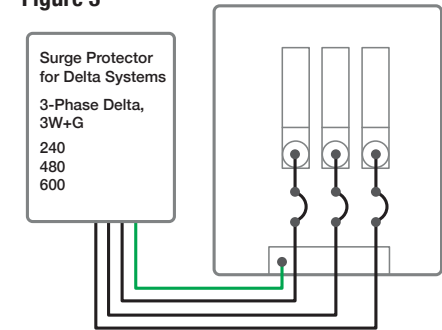 Figure 3
Surge Protector
for Delta Systems
3-Phase Delta,
3W+G
240
480
600